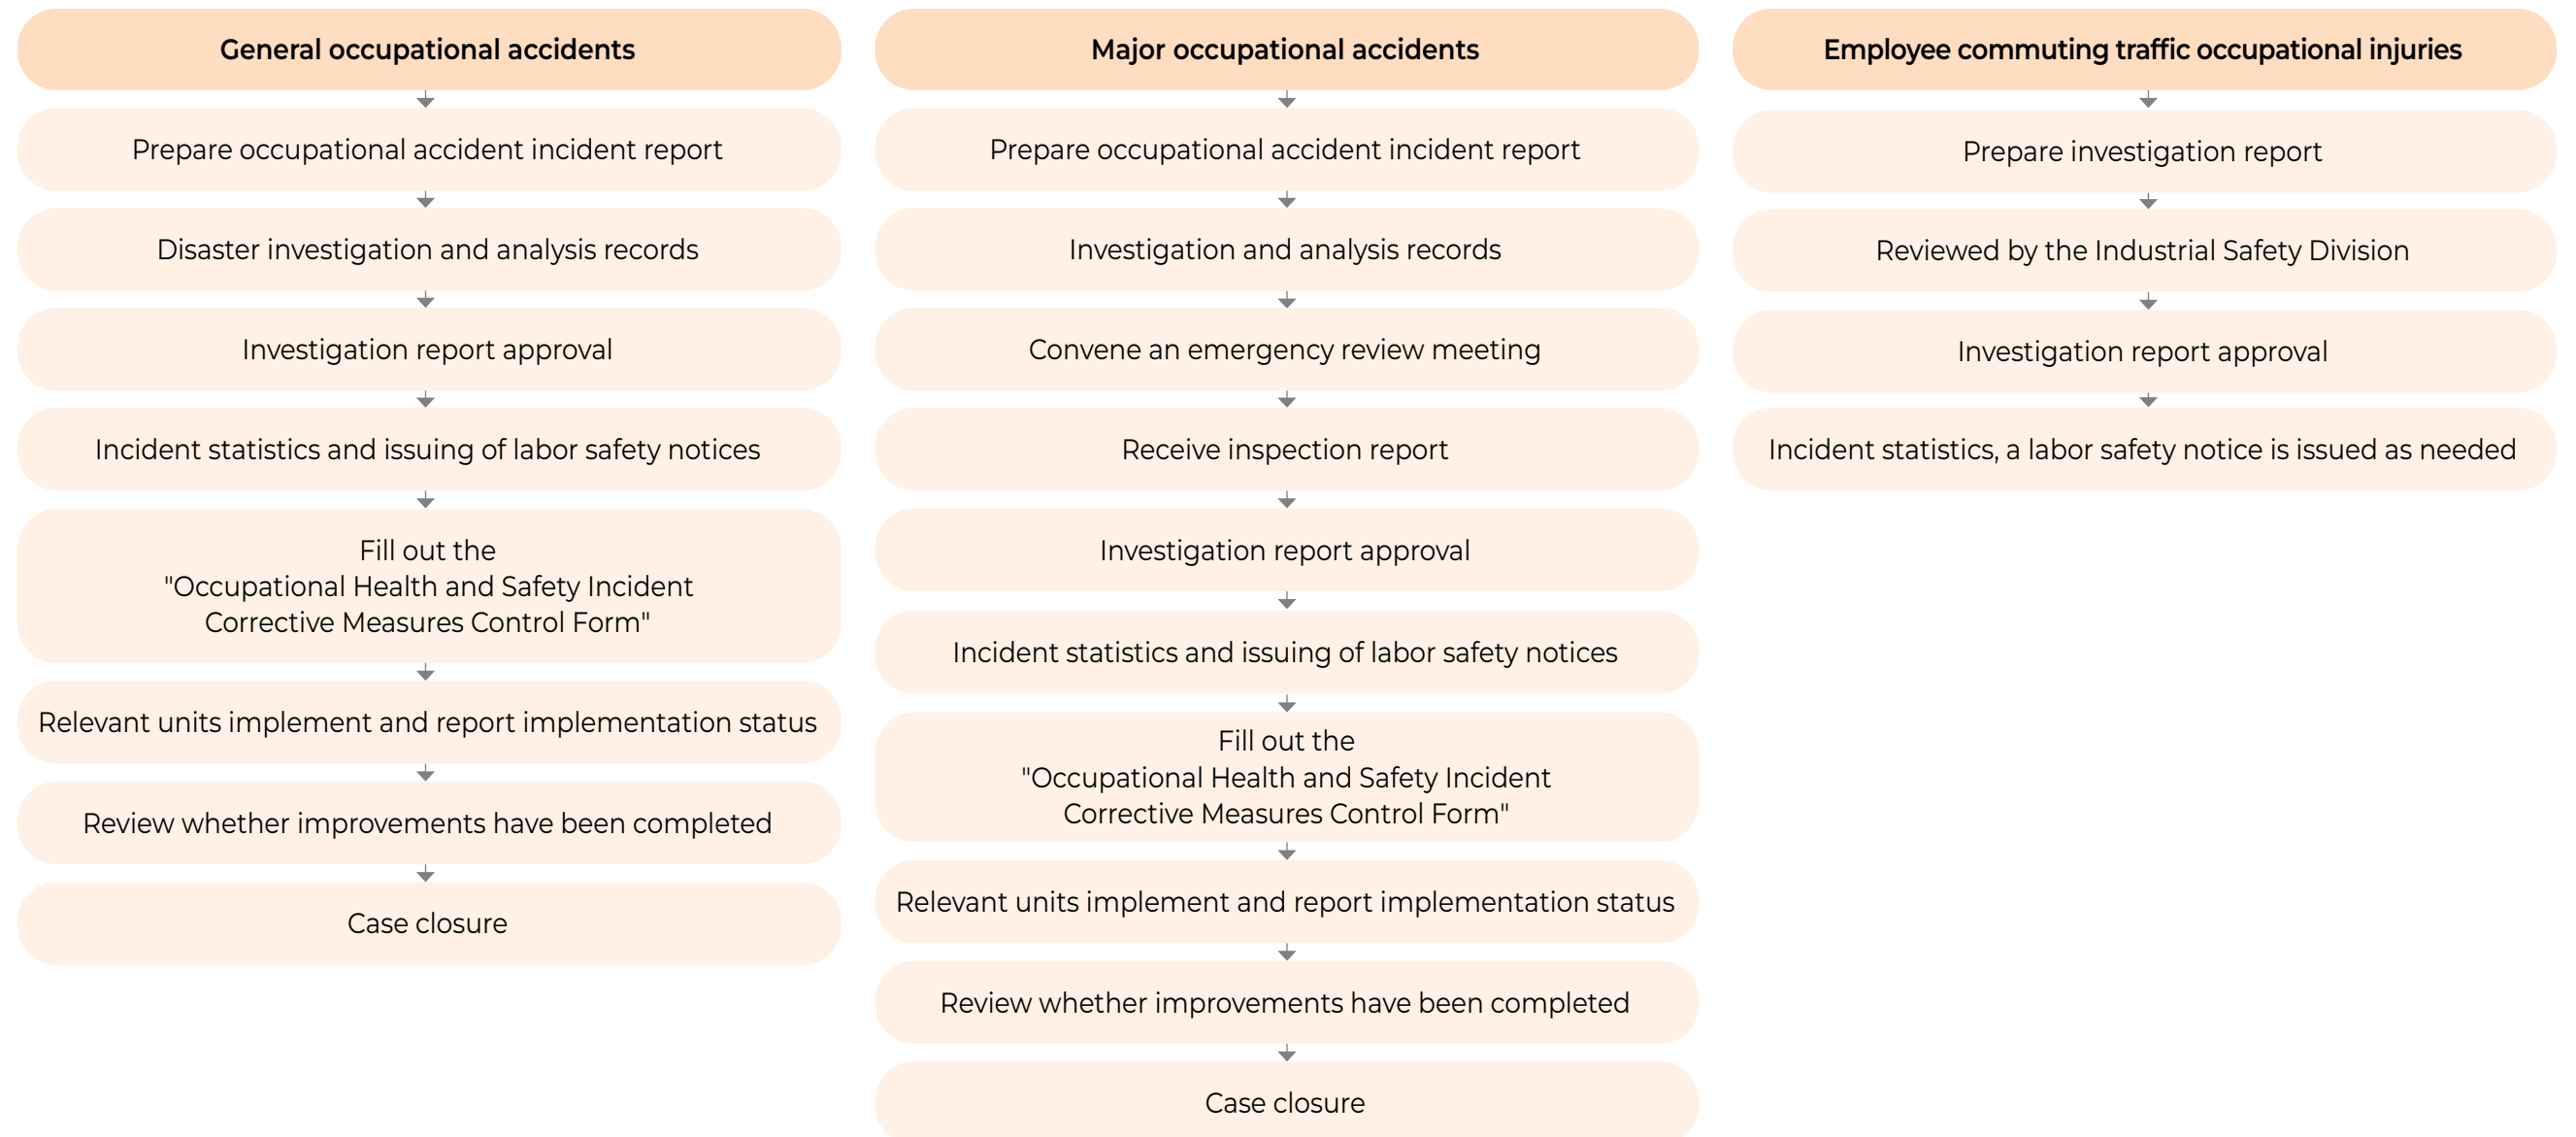 General occupational accidents
Prepare occupational accident incident report
Disaster investigation and analysis records
Investigation report approval
Incident statistics and issuing of labor safety notices
Fill out the
"Occupational Health and Safety Incident
Corrective Measures Control Form"
Relevant units implement and report implementation status
Review whether improvements have been completed
Case closure
Major occupational accidents
Prepare occupational accident incident report
Investigation and analysis records
Convene an emergency review meeting
Receive inspection report
Investigation report approval
Incident statistics and issuing of labor safety notices
Fill out the
"Occupational Health and Safety Incident
Corrective Measures Control Form"
Relevant units implement and report implementation status
Review whether improvements have been completed
Case closure
Employee commuting traffic occupational injuries
Prepare investigation report
Reviewed by the Industrial Safety Division
Investigation report approval
Incident statistics, a labor safety notice is issued as needed